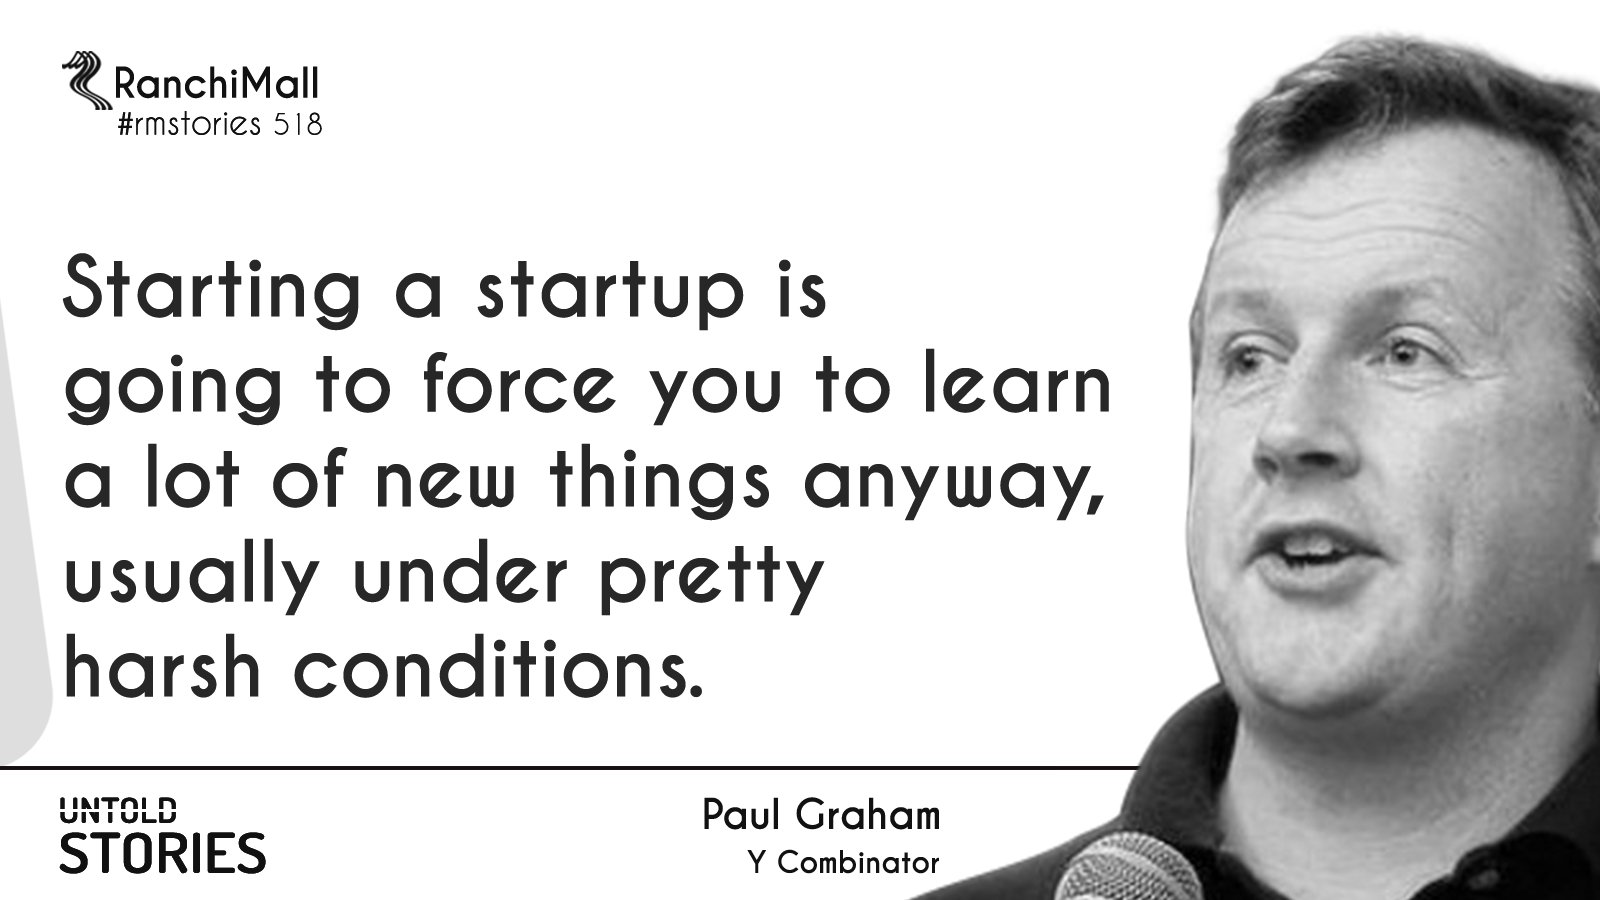 RanchiMall
#rmstories 518
Starting a startup is
going to force you to learn
a lot of new things anyway,
usually under pretty
harsh conditions.
UNTOLD
STORIES
Paul Graham
Y Combinator